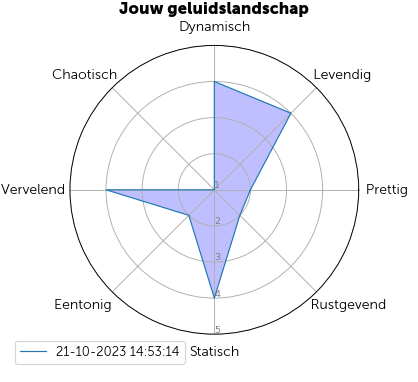 Jouw geluidslandschap
Dynamisch
Chaotisch
Levendig
Vervelend
1
Prettig
2
3
4
Eentonig
Rustgevend
5
21-10-2023 14:53:14
Statisch